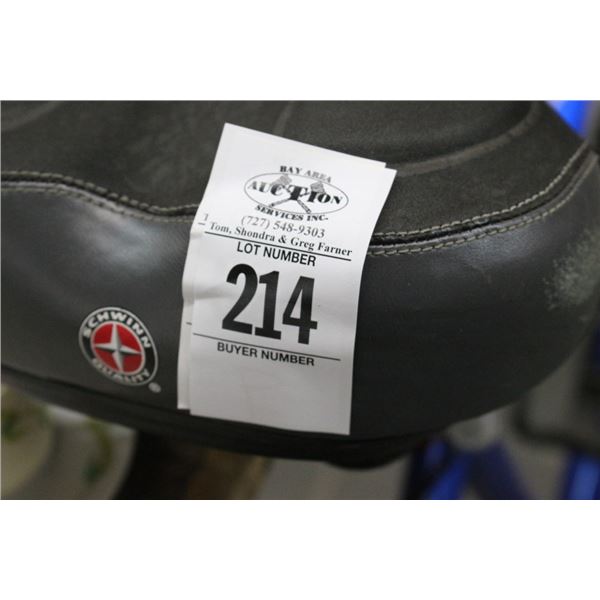 BAY AREA
AUCTION
SERVICES INC.
(727) 548-9303
Tom, Shondra & Greg Farner
LOT NUMBER
214
BUYER NUMBER
SCHWINN
QUALITY
®